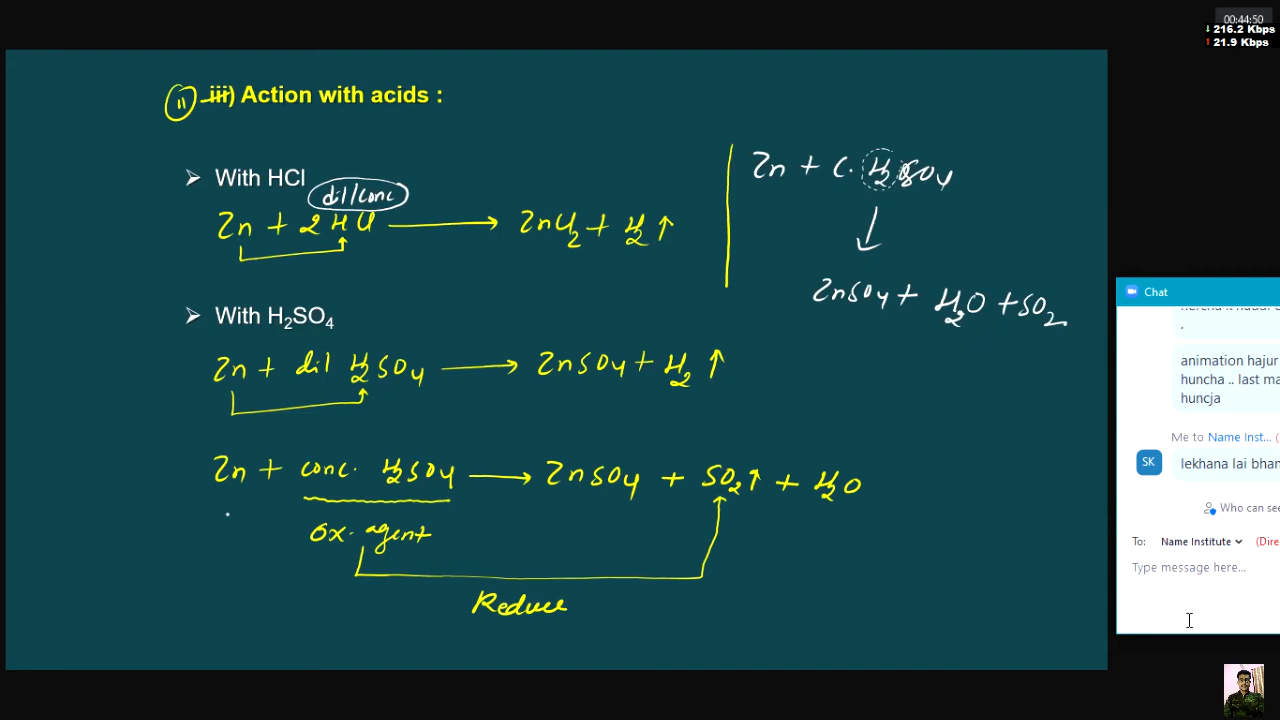 00:44:50
↓ 216.2 Kbps
↑ 21.9 Kbps
ii iii) Action with acids :
➢ With HCl
dil/conc
Zn + 2HCl → ZnCl₂ + H₂ ↑
➢ With H₂SO₄
Zn + dil H₂SO₄ → ZnSO₄ + H₂ ↑
Zn + conc. H₂SO₄ → ZnSO₄ + SO₂ ↑ + H₂O
Ox. agent
Reduce
Zn + C. H₂SO₄
↓
ZnSO₄ + H₂O + SO₂
Chat
.
animation hajur
huncha .. last ma
huncja
Me to Name Inst... (
SK
lekhana lai bhan
Who can see
To: Name Institute (Dire
Type message here...